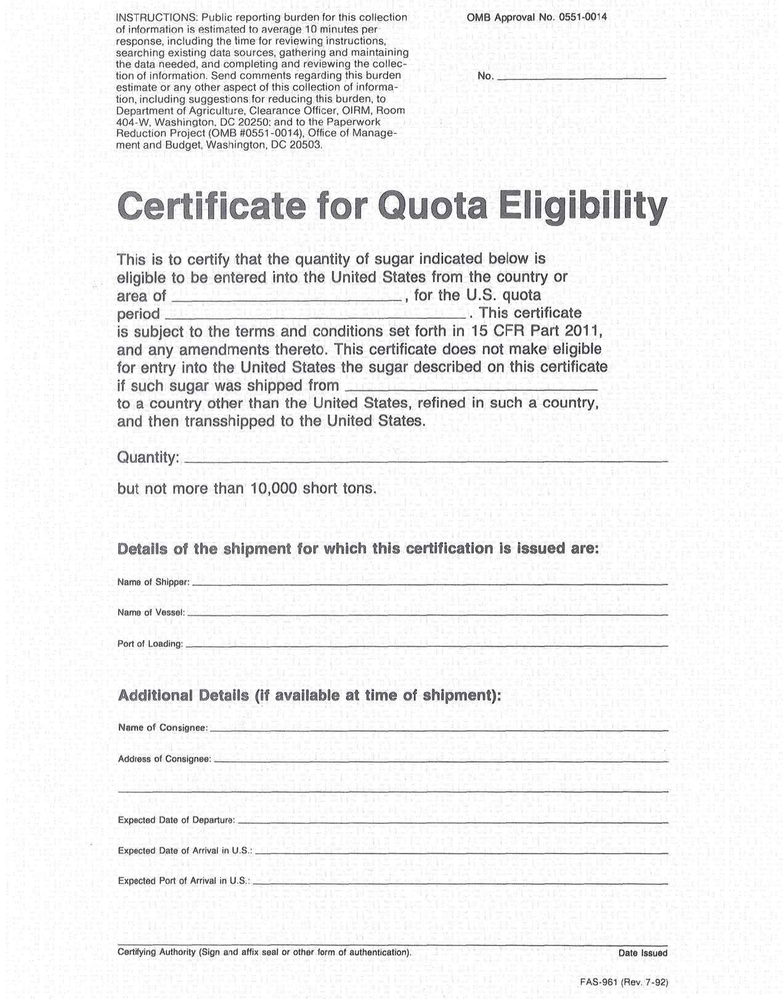 INSTRUCTIONS: Public reporting burden for this collection
of information is estimated to average 10 minutes per
response, including the time for reviewing instructions,
searching existing data sources, gathering and maintaining
the data needed, and completing and reviewing the collec-
tion of information. Send comments regarding this burden
estimate or any other aspect of this collection of informa-
tion, including suggestions for reducing this burden, to
Department of Agriculture, Clearance Officer, OIRM, Room
404-W, Washington, DC 20250; and to the Paperwork
Reduction Project (OMB #0551-0014), Office of Manage-
ment and Budget, Washington, DC 20503.
OMB Approval No. 0551-0014
No.
Certificate for Quota Eligibility
This is to certify that the quantity of sugar indicated below is
eligible to be entered into the United States from the country or
area of , for the U.S. quota
period . This certificate
is subject to the terms and conditions set forth in 15 CFR Part 2011,
and any amendments thereto. This certificate does not make eligible
for entry into the United States the sugar described on this certificate
if such sugar was shipped from
to a country other than the United States, refined in such a country,
and then transshipped to the United States.
Quantity:
but not more than 10,000 short tons.
Details of the shipment for which this certification is issued are:
Name of Shipper:
Name of Vessel:
Port of Loading:
Additional Details (if available at time of shipment):
Name of Consignee:
Address of Consignee:
Expected Date of Departure:
Expected Date of Arrival in U.S.:
Expected Port of Arrival in U.S.:
Certifying Authority (Sign and affix seal or other form of authentication). Date Issued
FAS-961 (Rev. 7-92)